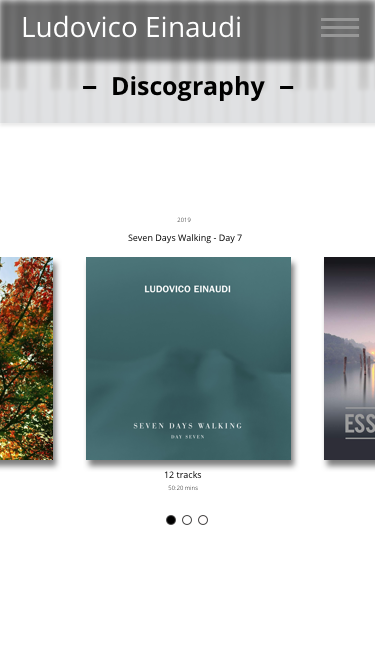 Ludovico Einaudi
– Discography –
2019
Seven Days Walking - Day 7
LUDOVICO EINAUDI
SEVEN DAYS WALKING
DAY SEVEN
ESS
12 tracks
50:20 mins